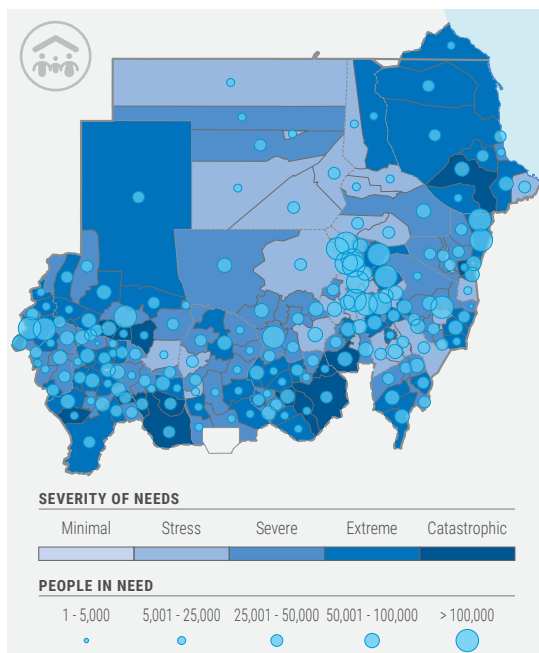 SEVERITY OF NEEDS
Minimal Stress Severe Extreme Catastrophic
PEOPLE IN NEED
1 - 5,000 5,001 - 25,000 25,001 - 50,000 50,001 - 100,000 > 100,000